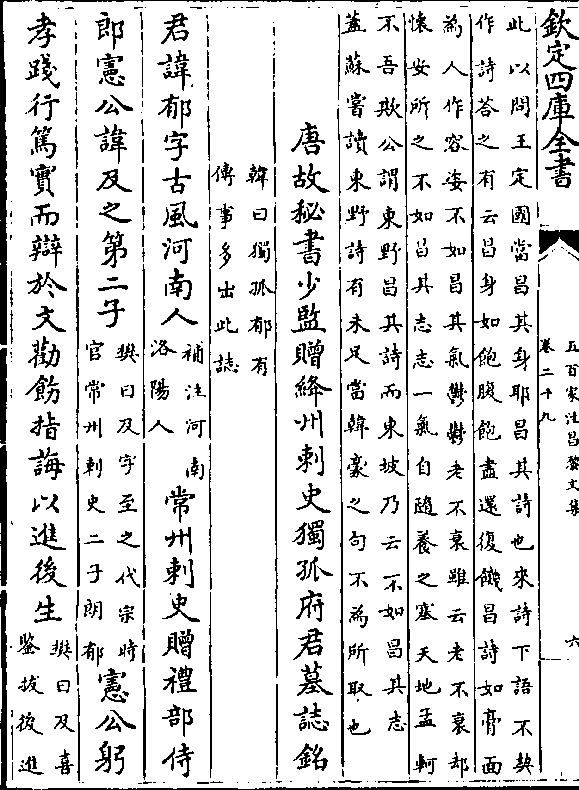 欽定四庫全書
五百家注昌黎文集
卷二十九
六
此以問王定國當昌其身耶昌其詩也來詩下語不契
作詩答之有云昌身如飽腹飽盡還復饑昌詩如膏面
為人作容姿不如昌其氣鬱鬱老不衰雖云老不衰却
懷安所之不如昌其志志一氣自隨養之塞天地孟軻
不吾欺公謂東野昌其詩而東坡乃云不如昌其志
蓋蘇嘗讀東野詩有未足當韓豪之句不為所取也
唐故秘書少監贈絳州刺史獨孤府君墓誌銘
韓曰獨孤郁有
傳事多出此誌
君諱郁字古風河南人
補注河南
洛陽人
常州刺史贈禮部侍
郎憲公諱及之第二子
樊曰及字至之代宗時
官常州刺史二子朗郁
憲公躬
孝踐行篤實而辯於文勸飭指誨以進後生
樊曰及喜
鑒拔後進